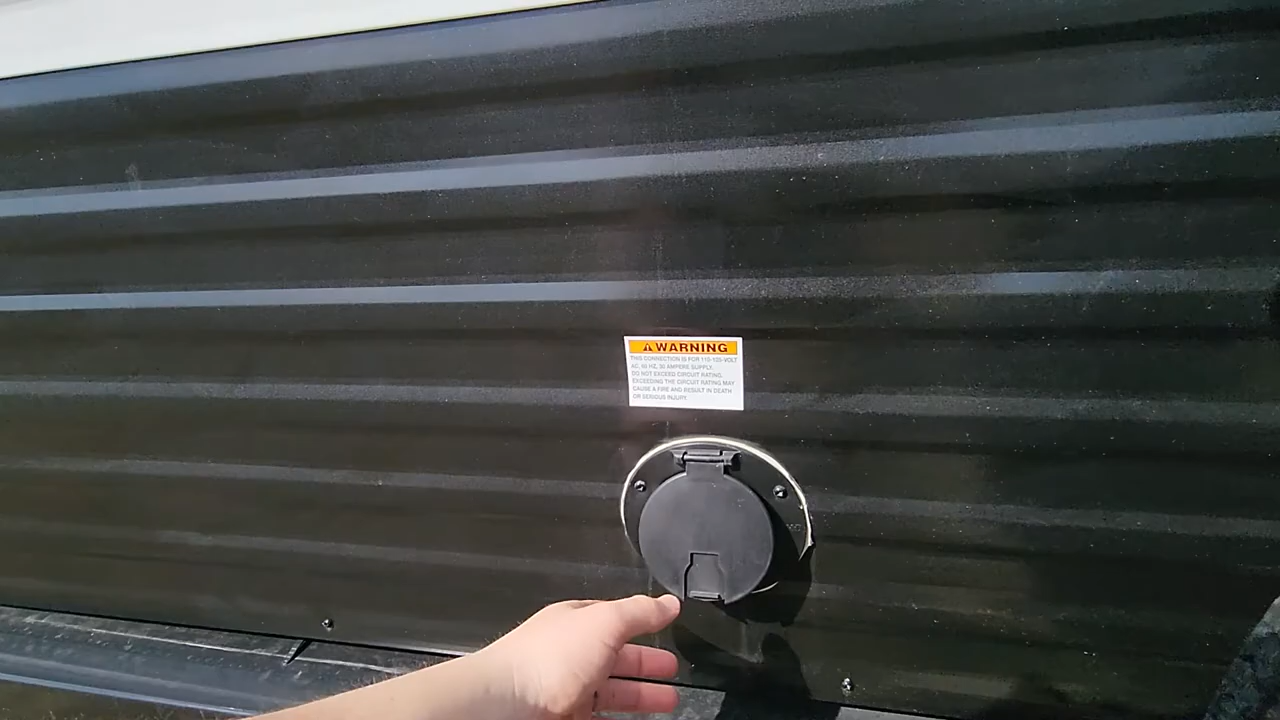 WARNING
THIS CONNECTION IS FOR 110-125-VOLT
AC, 60 HZ, 30 AMPERE SUPPLY.
DO NOT EXCEED CIRCUIT RATING.
EXCEEDING THE CIRCUIT RATING MAY
CAUSE A FIRE AND RESULT IN DEATH
OR SERIOUS INJURY.